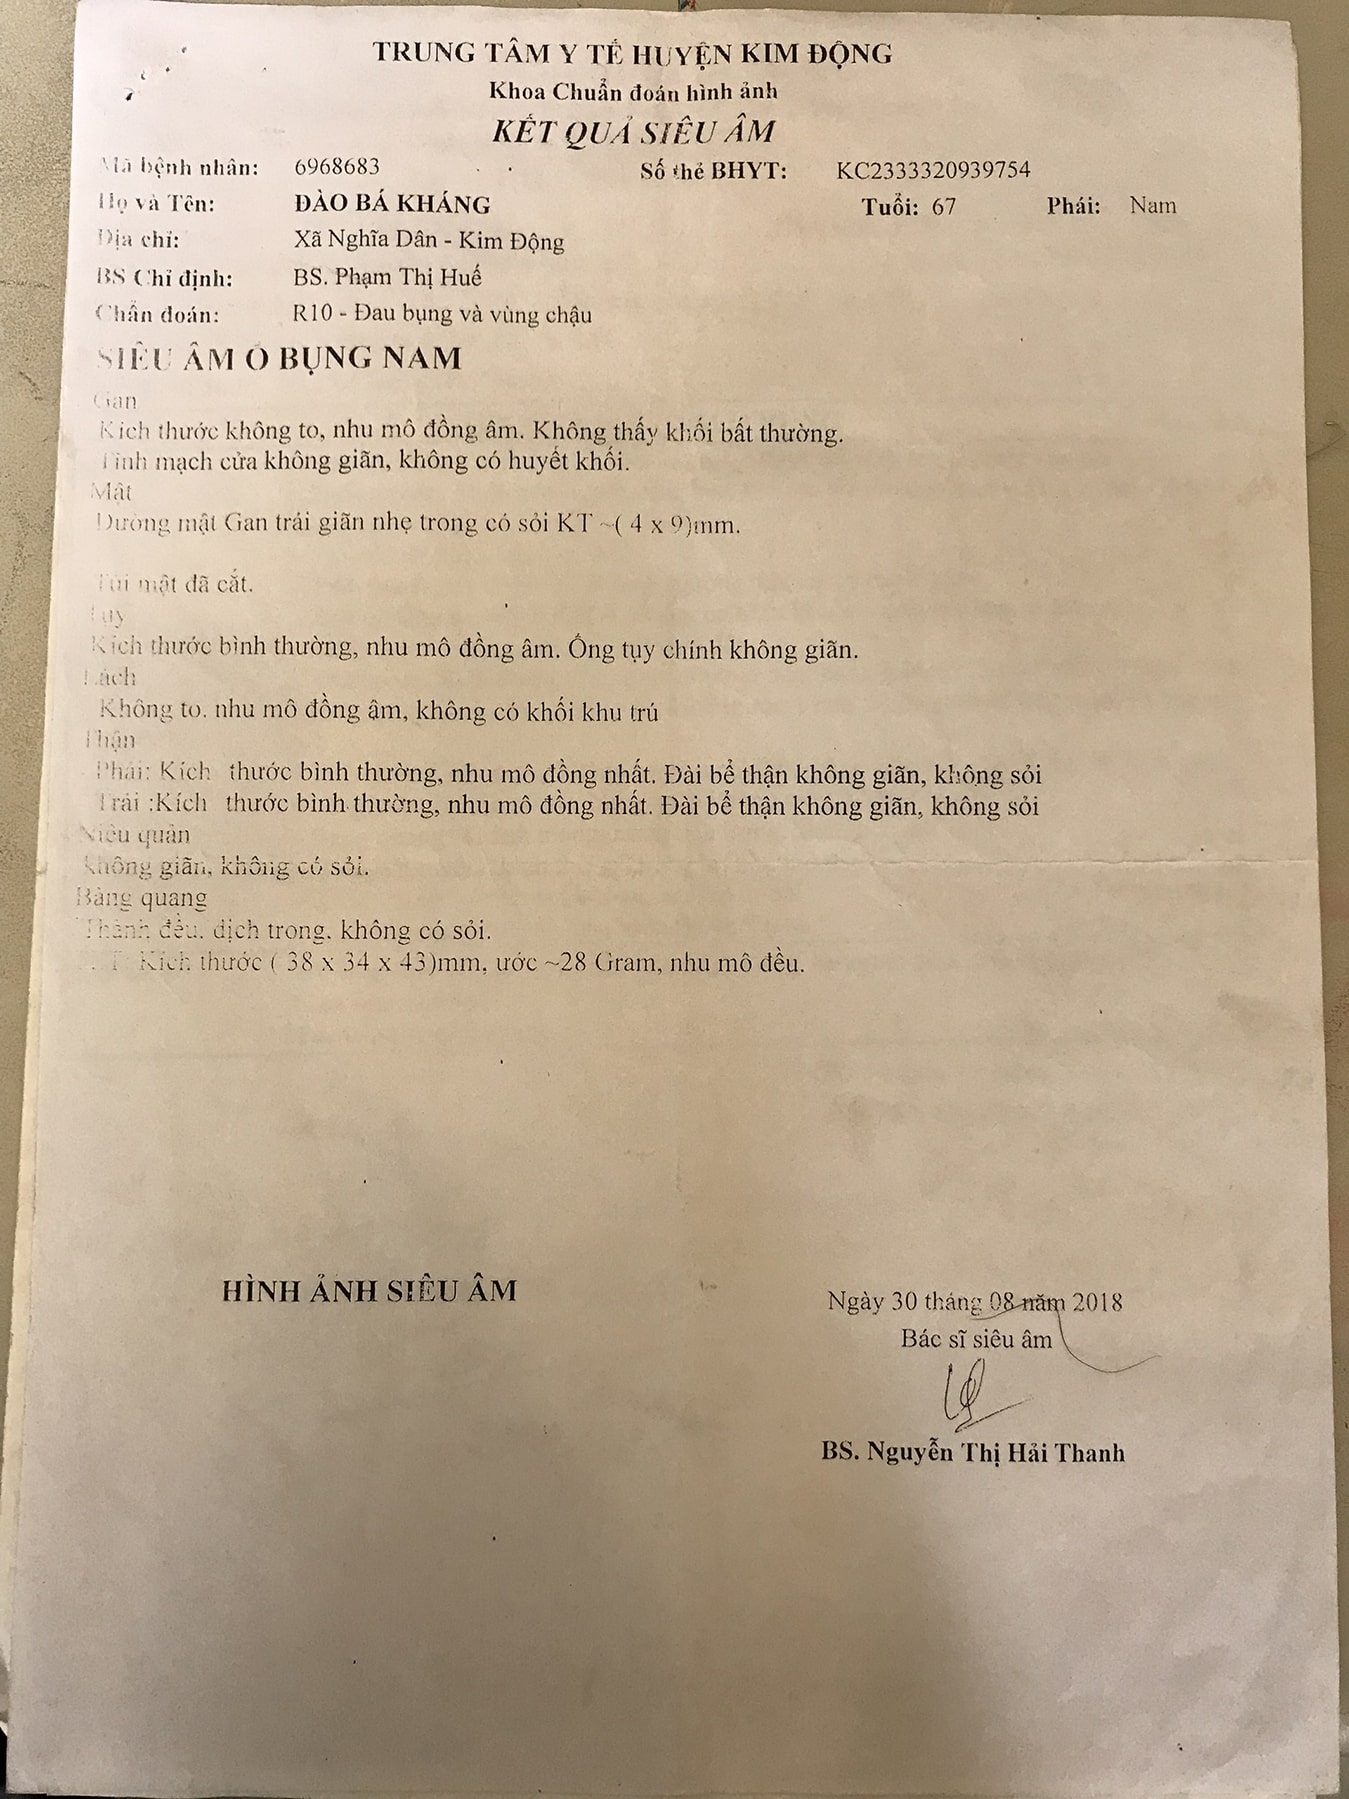 TRUNG TÂM Y TẾ HUYỆN KIM ĐỘNG
Khoa Chuẩn đoán hình ảnh
KẾT QUẢ SIÊU ÂM
Mã bệnh nhân: 6968683 Số thẻ BHYT: KC2333320939754
Họ và Tên: ĐÀO BÁ KHÁNG Tuổi: 67 Phái: Nam
Địa chỉ: Xã Nghĩa Dân - Kim Động
BS Chỉ định: BS. Phạm Thị Huế
Chẩn đoán: R10 - Đau bụng và vùng chậu
SIÊU ÂM Ổ BỤNG NAM
Gan
Kích thước không to, nhu mô đồng âm. Không thấy khối bất thường.
Tĩnh mạch cửa không giãn, không có huyết khối.
Mật
Đường mật Gan trái giãn nhẹ trong có sỏi KT ~( 4 x 9)mm.
Túi mật đã cắt.
Tụy
Kích thước bình thường, nhu mô đồng âm. Ống tụy chính không giãn.
Lách
Không to. nhu mô đồng âm, không có khối khu trú
Thận
- Phải: Kích thước bình thường, nhu mô đồng nhất. Đài bể thận không giãn, không sỏi
- Trái :Kích thước bình thường, nhu mô đồng nhất. Đài bể thận không giãn, không sỏi
Niệu quản
không giãn, không có sỏi.
Bàng quang
Thành đều. dịch trong. không có sỏi.
Kích thước ( 38 x 34 x 43)mm, ước ~28 Gram, nhu mô đều.
HÌNH ẢNH SIÊU ÂM
Ngày 30 tháng 08 năm 2018
Bác sĩ siêu âm
BS. Nguyễn Thị Hải Thanh